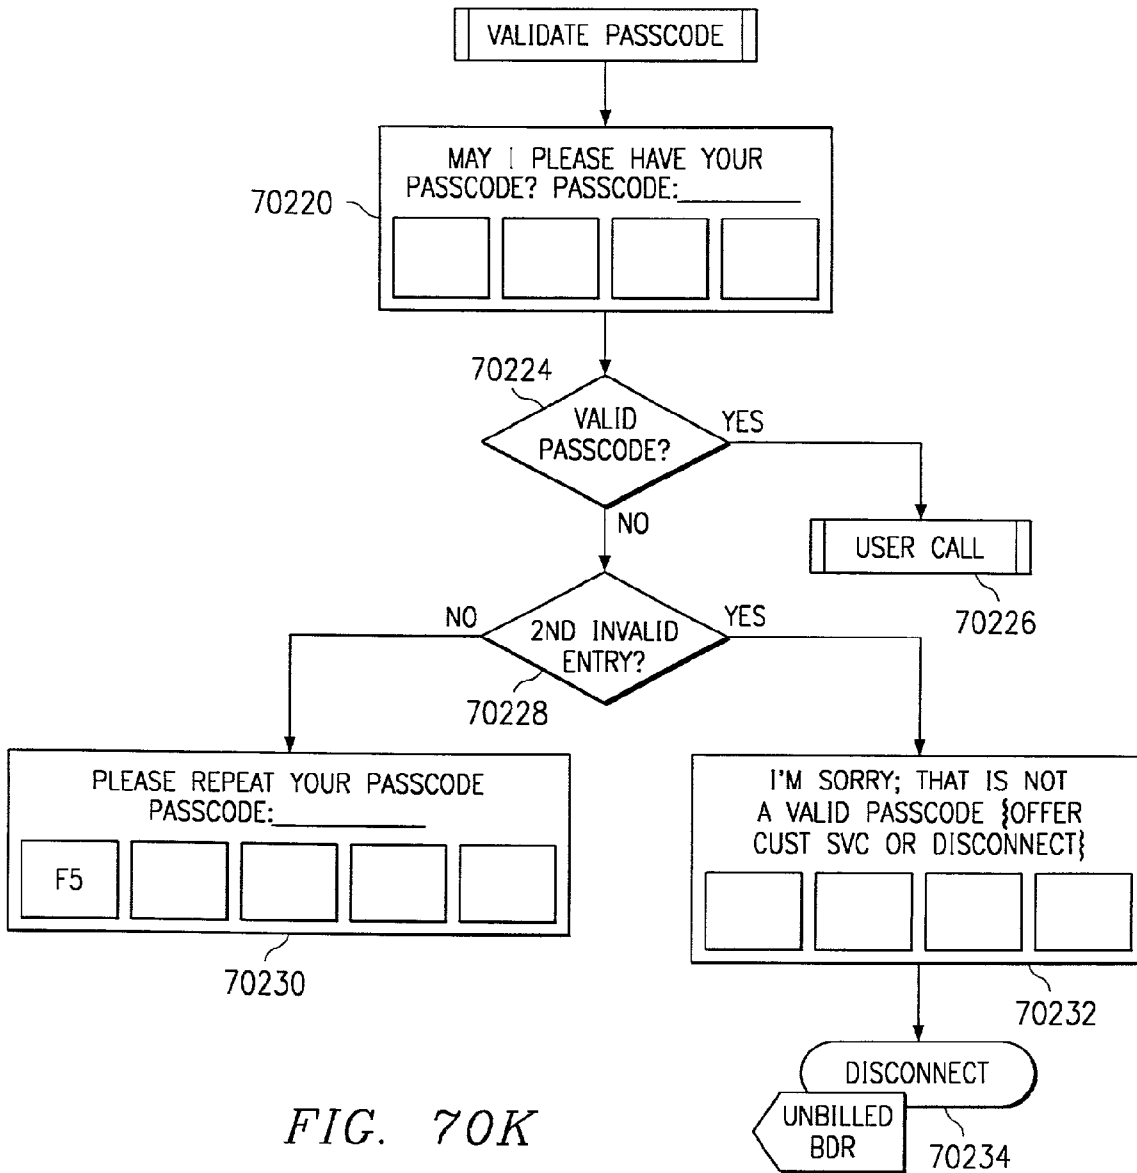 VALIDATE PASSCODE
MAY I PLEASE HAVE YOUR
PASSCODE? PASSCODE:
70220
70224
VALID
PASSCODE?
YES
NO
USER CALL
70226
NO
2ND INVALID
ENTRY?
YES
70228
PLEASE REPEAT YOUR PASSCODE
PASSCODE:
F5
70230
I'M SORRY; THAT IS NOT
A VALID PASSCODE {OFFER
CUST SVC OR DISCONNECT}
70232
DISCONNECT
UNBILLED
BDR
70234
FIG. 70K